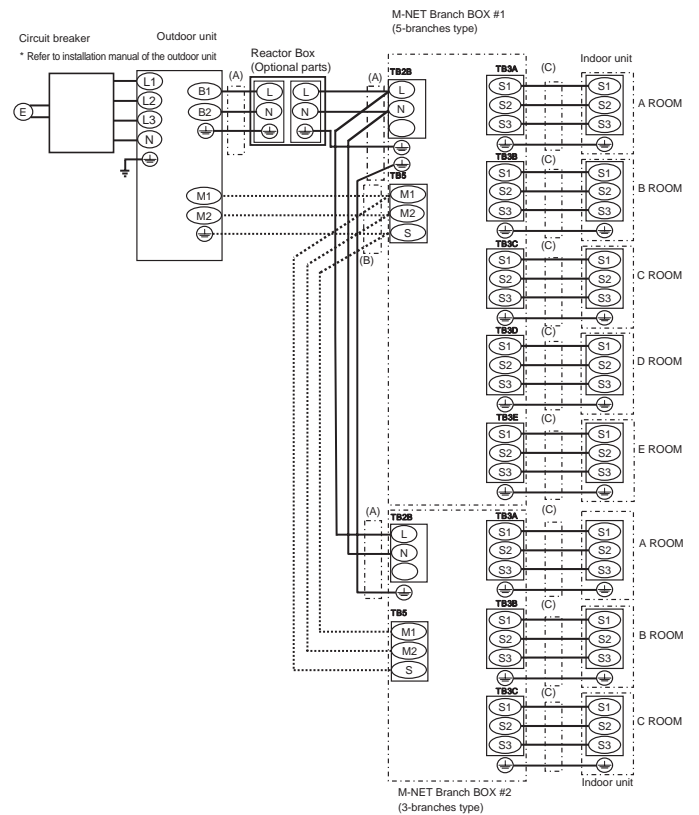 M-NET Branch BOX #1
(5-branches type)
Circuit breaker
Outdoor unit
* Refer to installation manual of the outdoor unit
Reactor Box
(Optional parts)
Indoor unit
(A)
(A)
TB2B
TB3A
(C)
E
L1
L2
L3
N
B1
B2
L
N
L
N
L
N
S1
S2
S3
S1
S2
S3
A ROOM
M1
M2
TB5
M1
M2
S
(B)
TB3B
(C)
S1
S2
S3
S1
S2
S3
B ROOM
TB3C
(C)
S1
S2
S3
S1
S2
S3
C ROOM
TB3D
(C)
S1
S2
S3
S1
S2
S3
D ROOM
TB3E
(C)
S1
S2
S3
S1
S2
S3
E ROOM
(A)
TB2B
L
N
TB3A
(C)
S1
S2
S3
S1
S2
S3
A ROOM
TB5
M1
M2
S
TB3B
(C)
S1
S2
S3
S1
S2
S3
B ROOM
TB3C
(C)
S1
S2
S3
S1
S2
S3
C ROOM
Indoor unit
M-NET Branch BOX #2
(3-branches type)